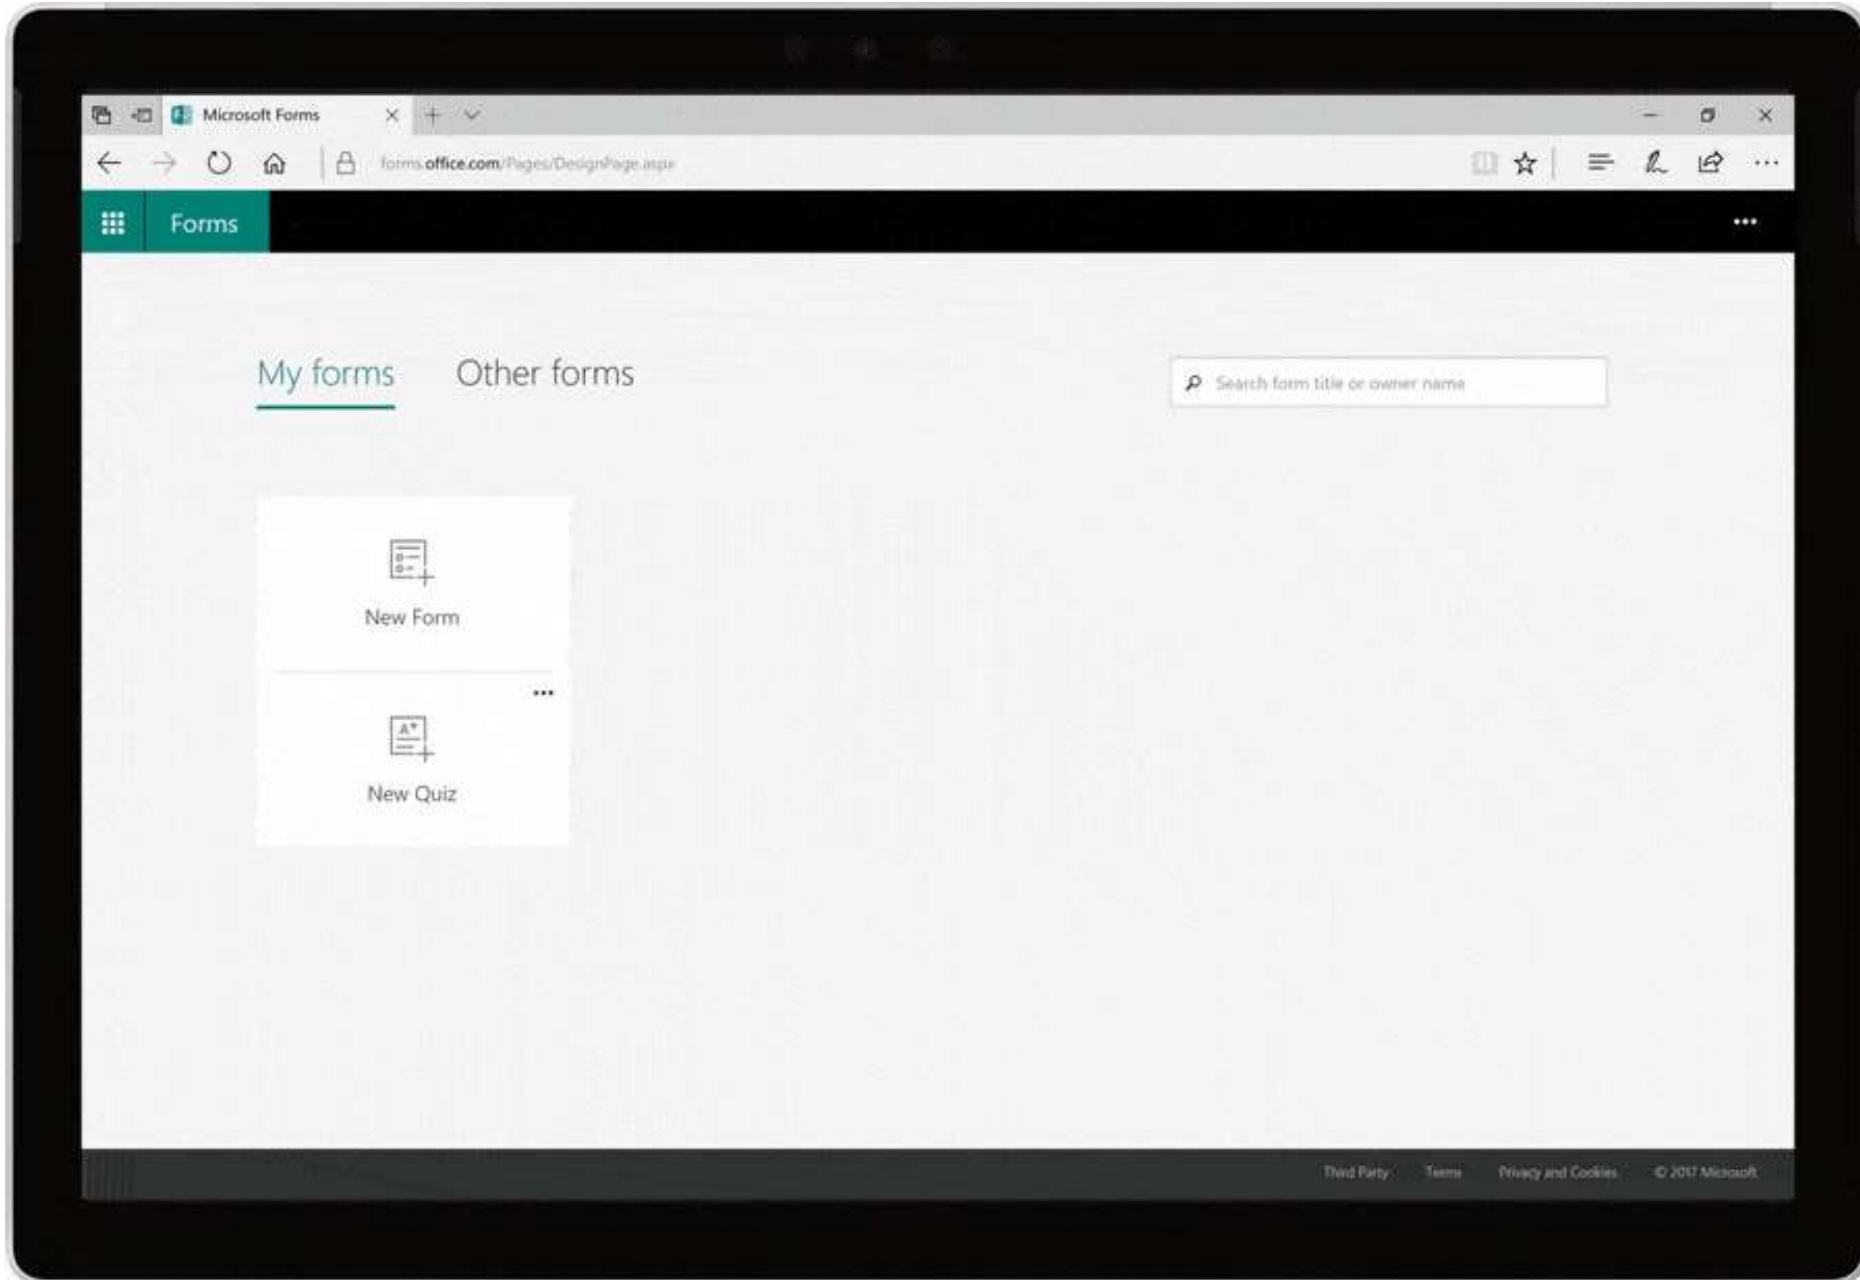 Microsoft Forms
forms.office.com/Pages/DesignPage.aspx
Forms
My forms Other forms
Search form title or owner name
New Form
A+
New Quiz
Third Party Terms Privacy and Cookies © 2017 Microsoft